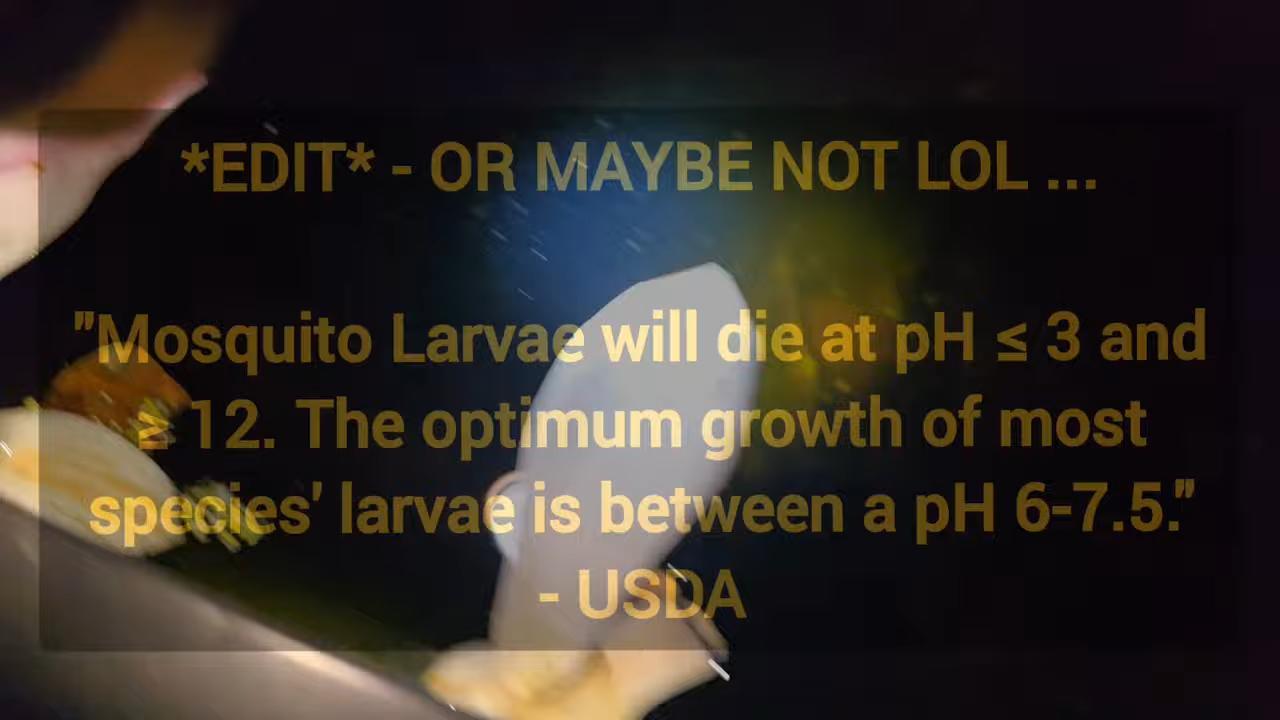 *EDIT* - OR MAYBE NOT LOL ...
"Mosquito Larvae will die at pH ≤ 3 and
≥ 12. The optimum growth of most
species' larvae is between a pH 6-7.5."
- USDA